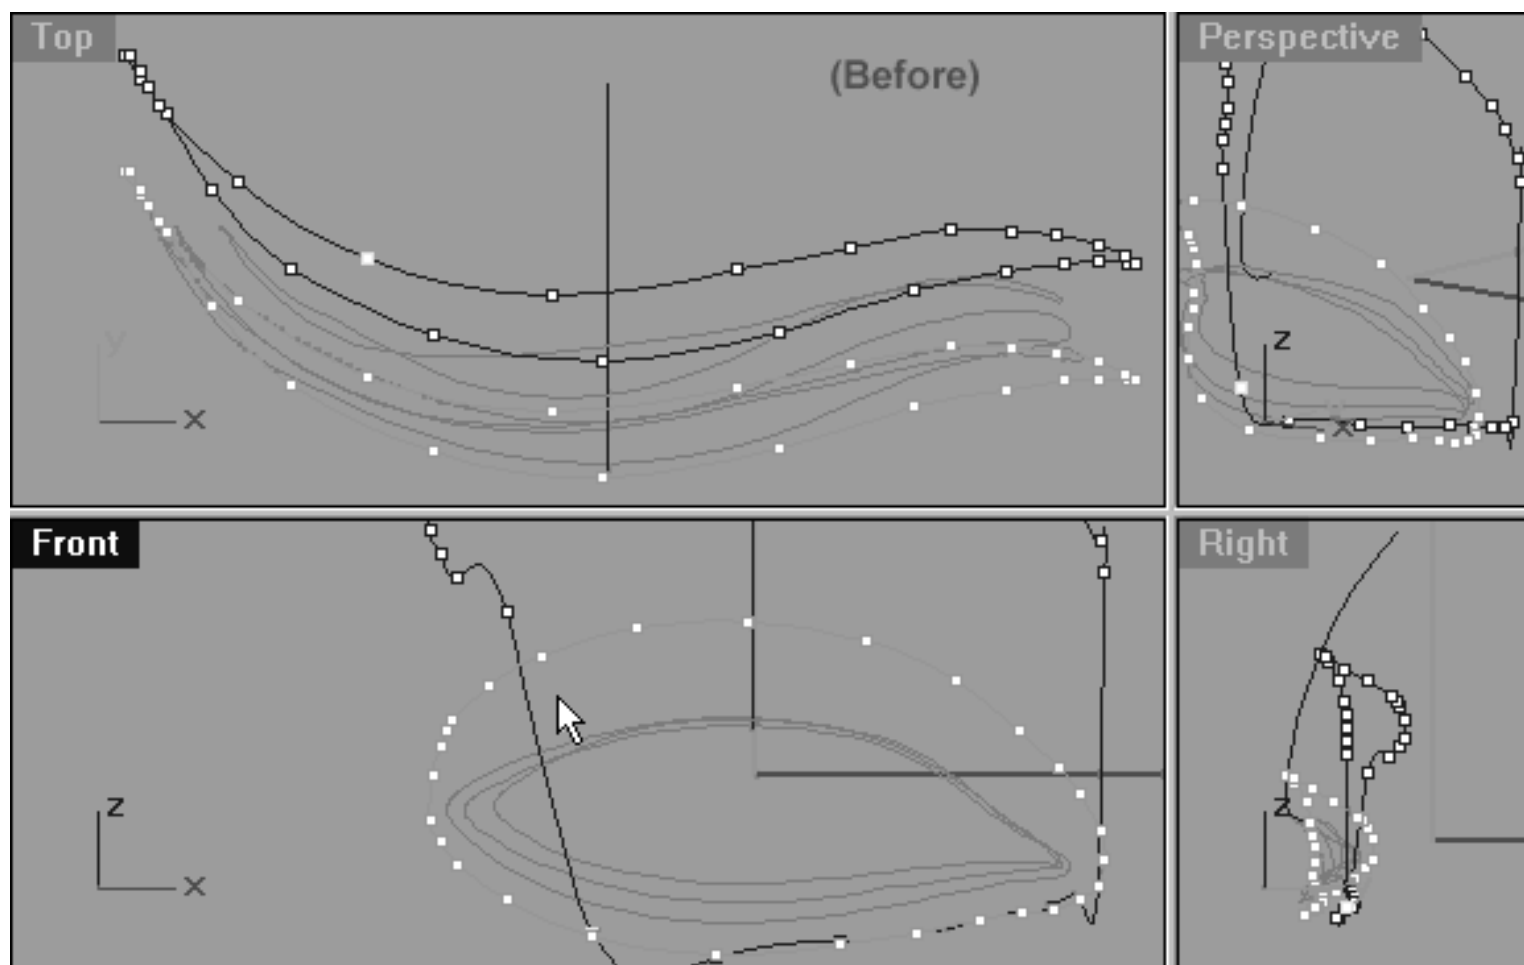 Top
(Before)
Perspective
y
x
z
x
Front
Right
z
x
z
x